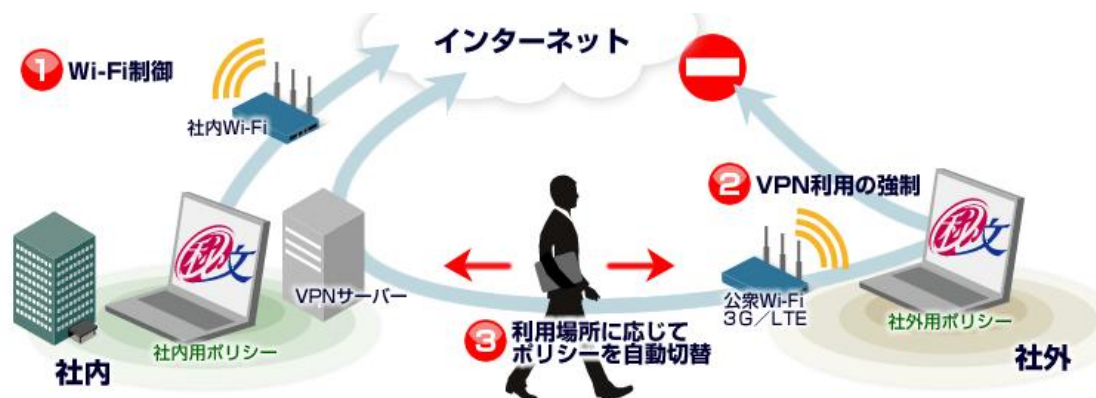 インターネット
1 Wi-Fi制御
社内Wi-Fi
2 VPN利用の強制
秘文
秘文
VPNサーバー
公衆Wi-Fi
3G/LTE
社内用ポリシー
社外用ポリシー
3 利用場所に応じて
ポリシーを自動切替
社内
社外